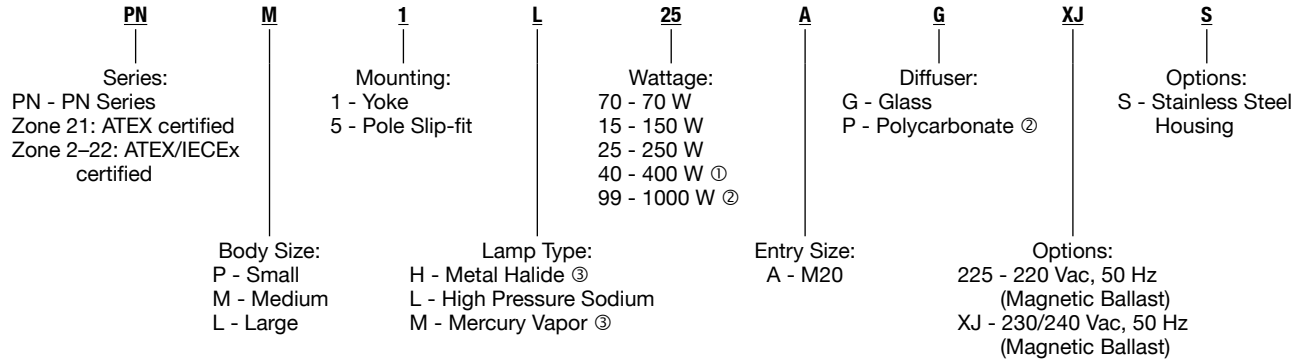 PN M 1 L 25 A G XJ S
Series:
PN - PN Series
Zone 21: ATEX certified
Zone 2–22: ATEX/IECEx
certified
Mounting:
1 - Yoke
5 - Pole Slip-fit
Wattage:
70 - 70 W
15 - 150 W
25 - 250 W
40 - 400 W ①
99 - 1000 W ②
Diffuser:
G - Glass
P - Polycarbonate ②
Options:
S - Stainless Steel
Housing
Body Size:
P - Small
M - Medium
L - Large
Lamp Type:
H - Metal Halide ③
L - High Pressure Sodium
M - Mercury Vapor ③
Entry Size:
A - M20
Options:
225 - 220 Vac, 50 Hz
(Magnetic Ballast)
XJ - 230/240 Vac, 50 Hz
(Magnetic Ballast)